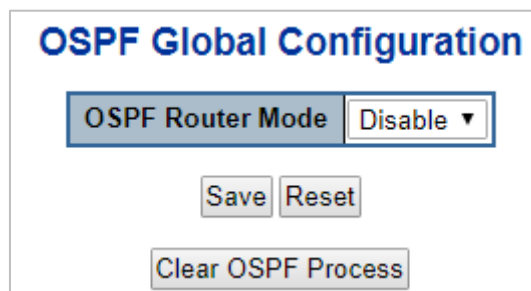 OSPF Global Configuration
OSPF Router Mode Disable
Save Reset
Clear OSPF Process